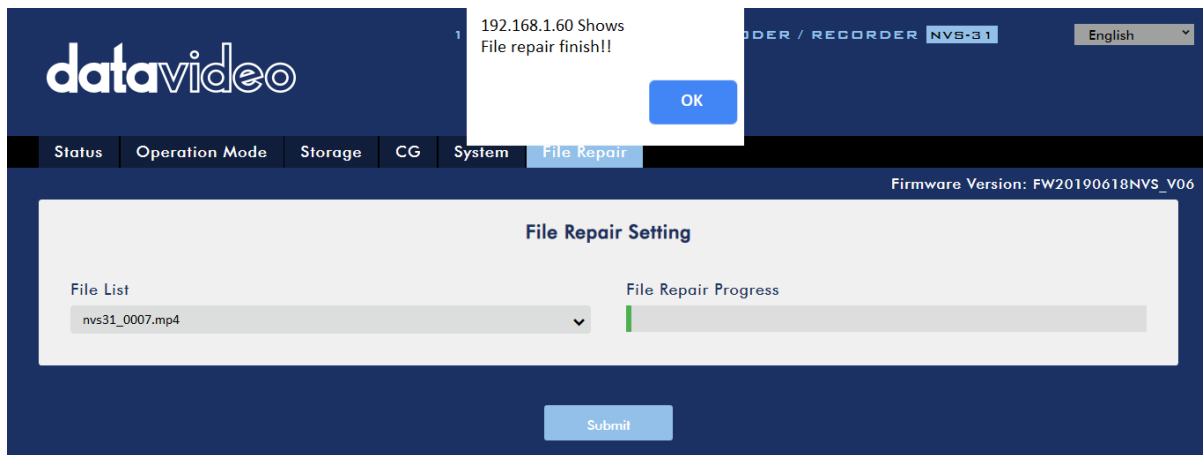 192.168.1.60 Shows
File repair finish!!
OK
datavideo
/ RECORDER NVS-31
English
Status Operation Mode Storage CG System File Repair
Firmware Version: FW20190618NVS_V06
File Repair Setting
File List
File Repair Progress
nvs31_0007.mp4
Submit